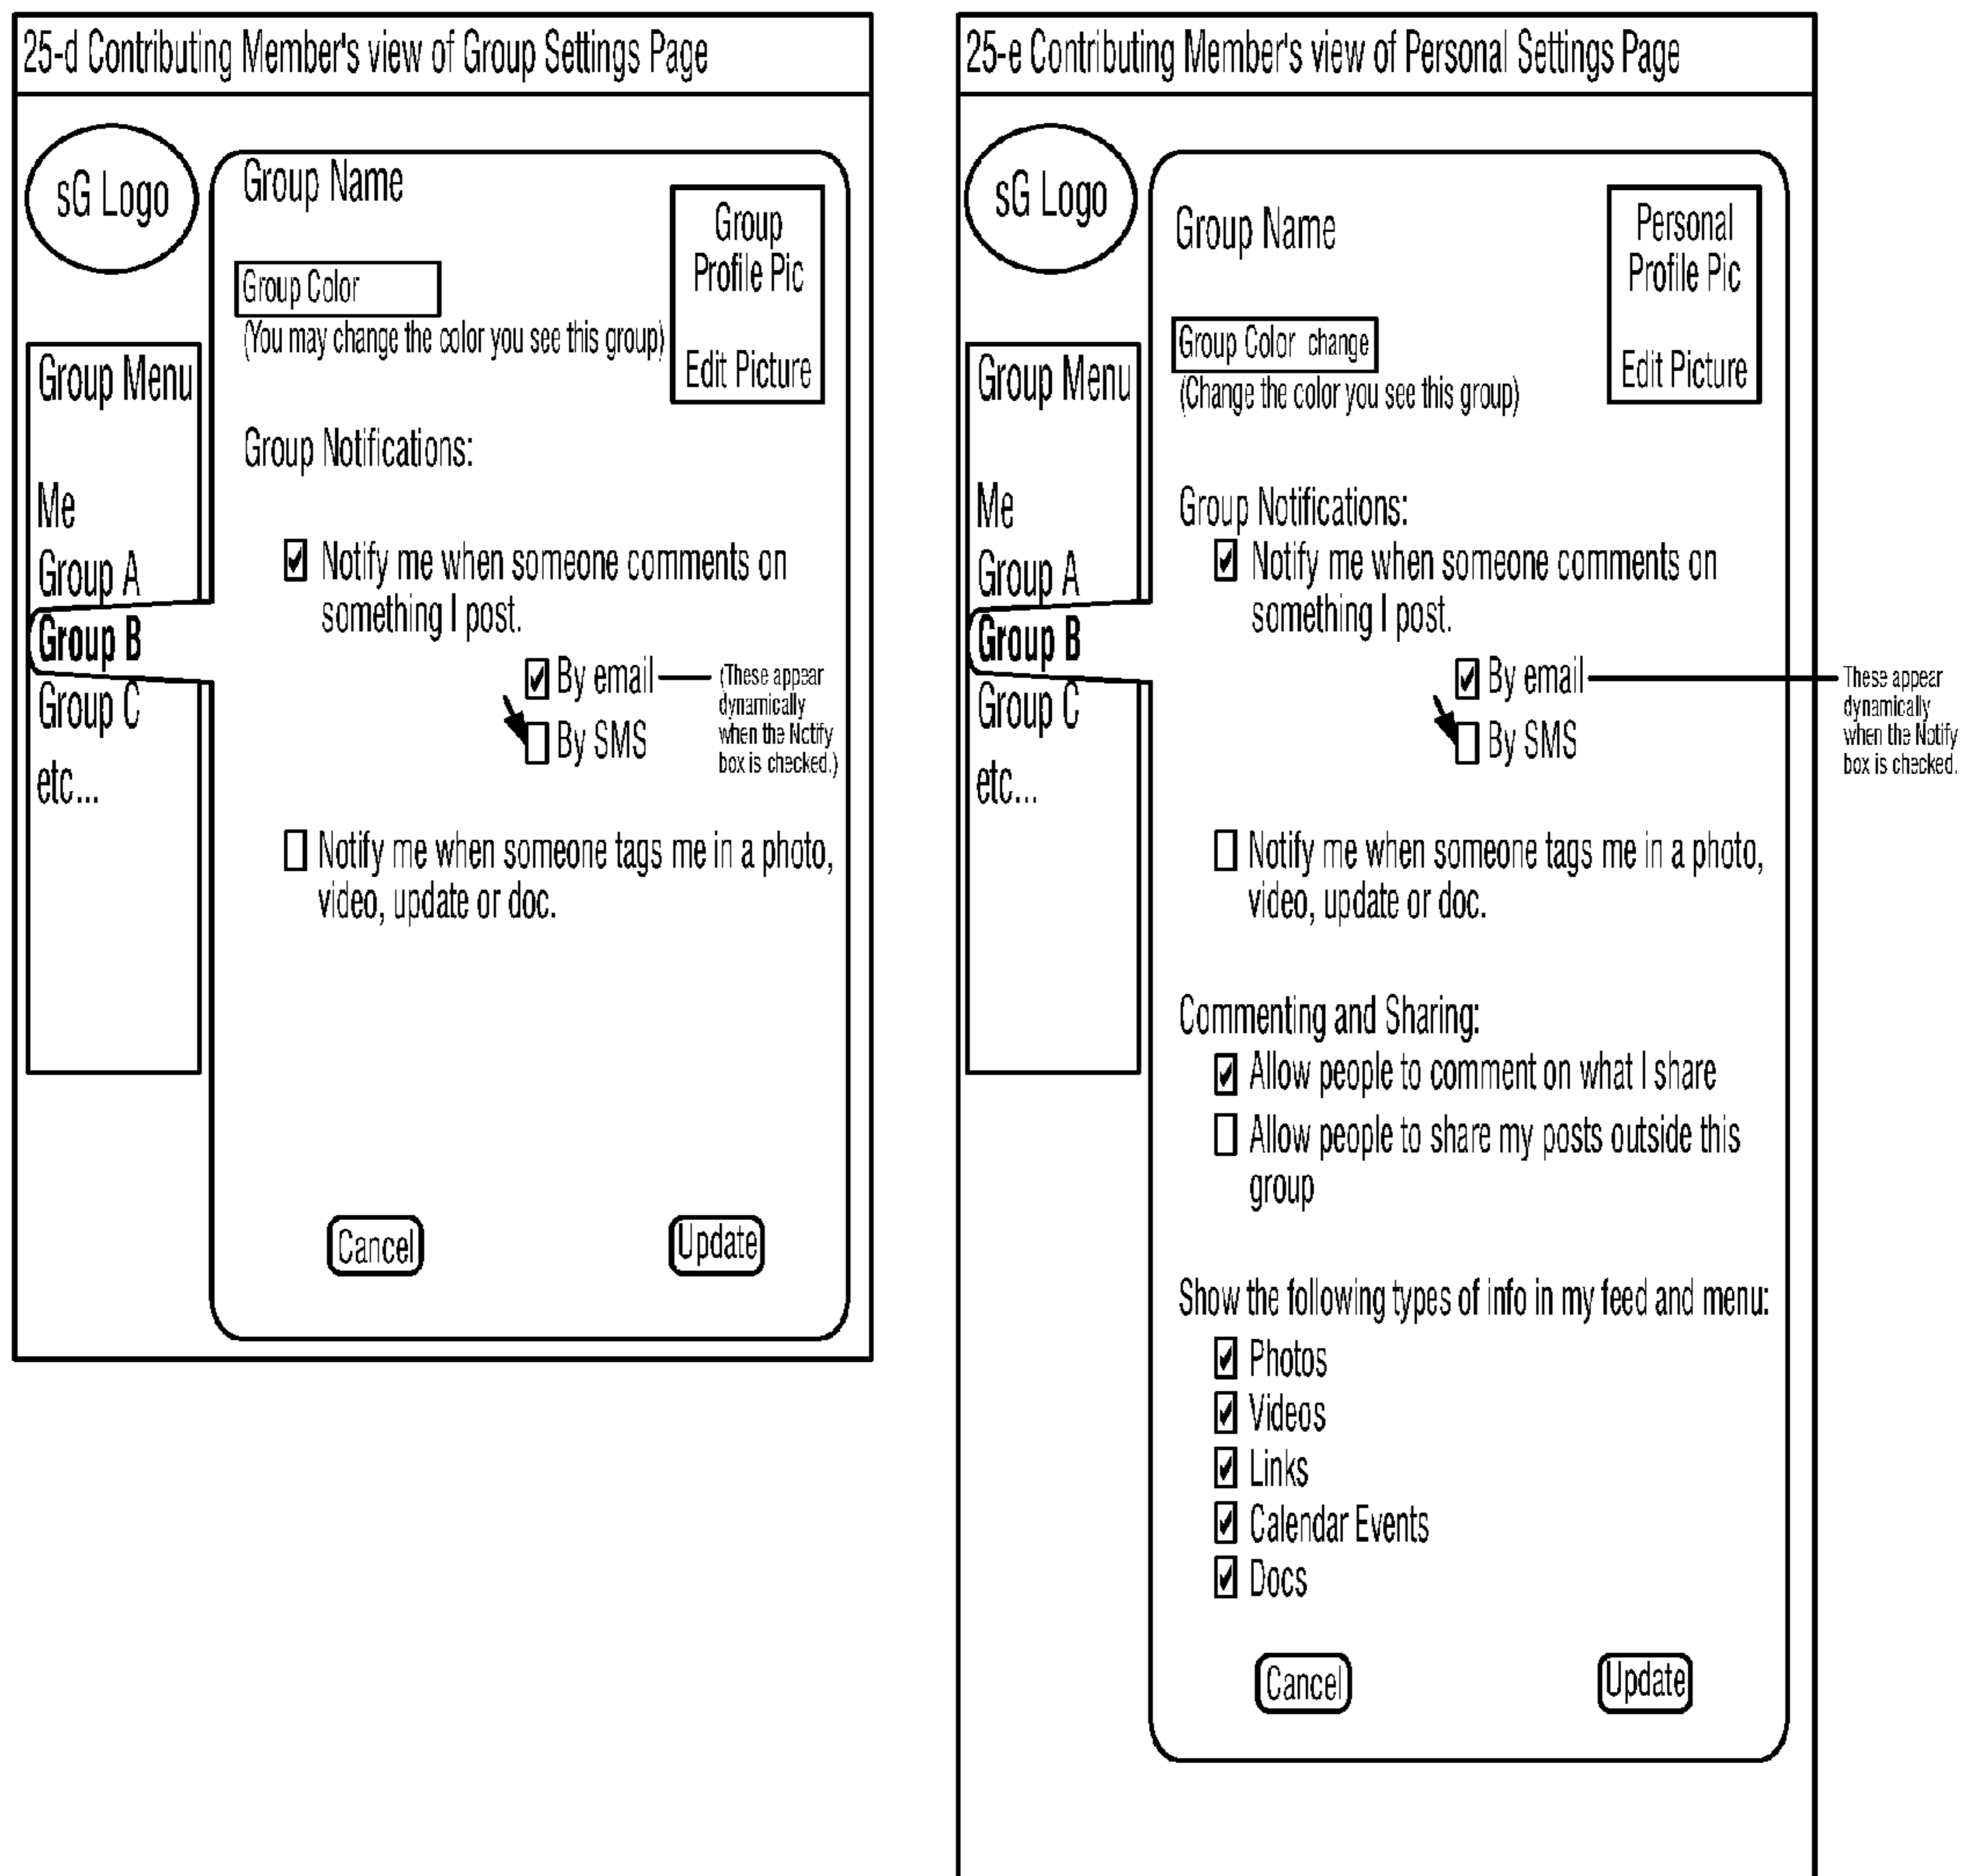 25-d Contributing Member's view of Group Settings Page
sG Logo
Group Menu
Me
Group A
Group B
Group C
etc...
Group Name
Group
Profile Pic
Edit Picture
Group Color
(You may change the color you see this group)
Group Notifications:
Notify me when someone comments on
something I post.
By email
By SMS
(These appear
dynamically
when the Notify
box is checked.)
Notify me when someone tags me in a photo,
video, update or doc.
Cancel
Update
25-e Contributing Member's view of Personal Settings Page
sG Logo
Group Menu
Me
Group A
Group B
Group C
etc...
Group Name
Personal
Profile Pic
Edit Picture
Group Color change
(Change the color you see this group)
Group Notifications:
Notify me when someone comments on
something I post.
By email
By SMS
These appear
dynamically
when the Notify
box is checked.
Notify me when someone tags me in a photo,
video, update or doc.
Commenting and Sharing:
Allow people to comment on what I share
Allow people to share my posts outside this
group
Show the following types of info in my feed and menu:
Photos
Videos
Links
Calendar Events
Docs
Cancel
Update